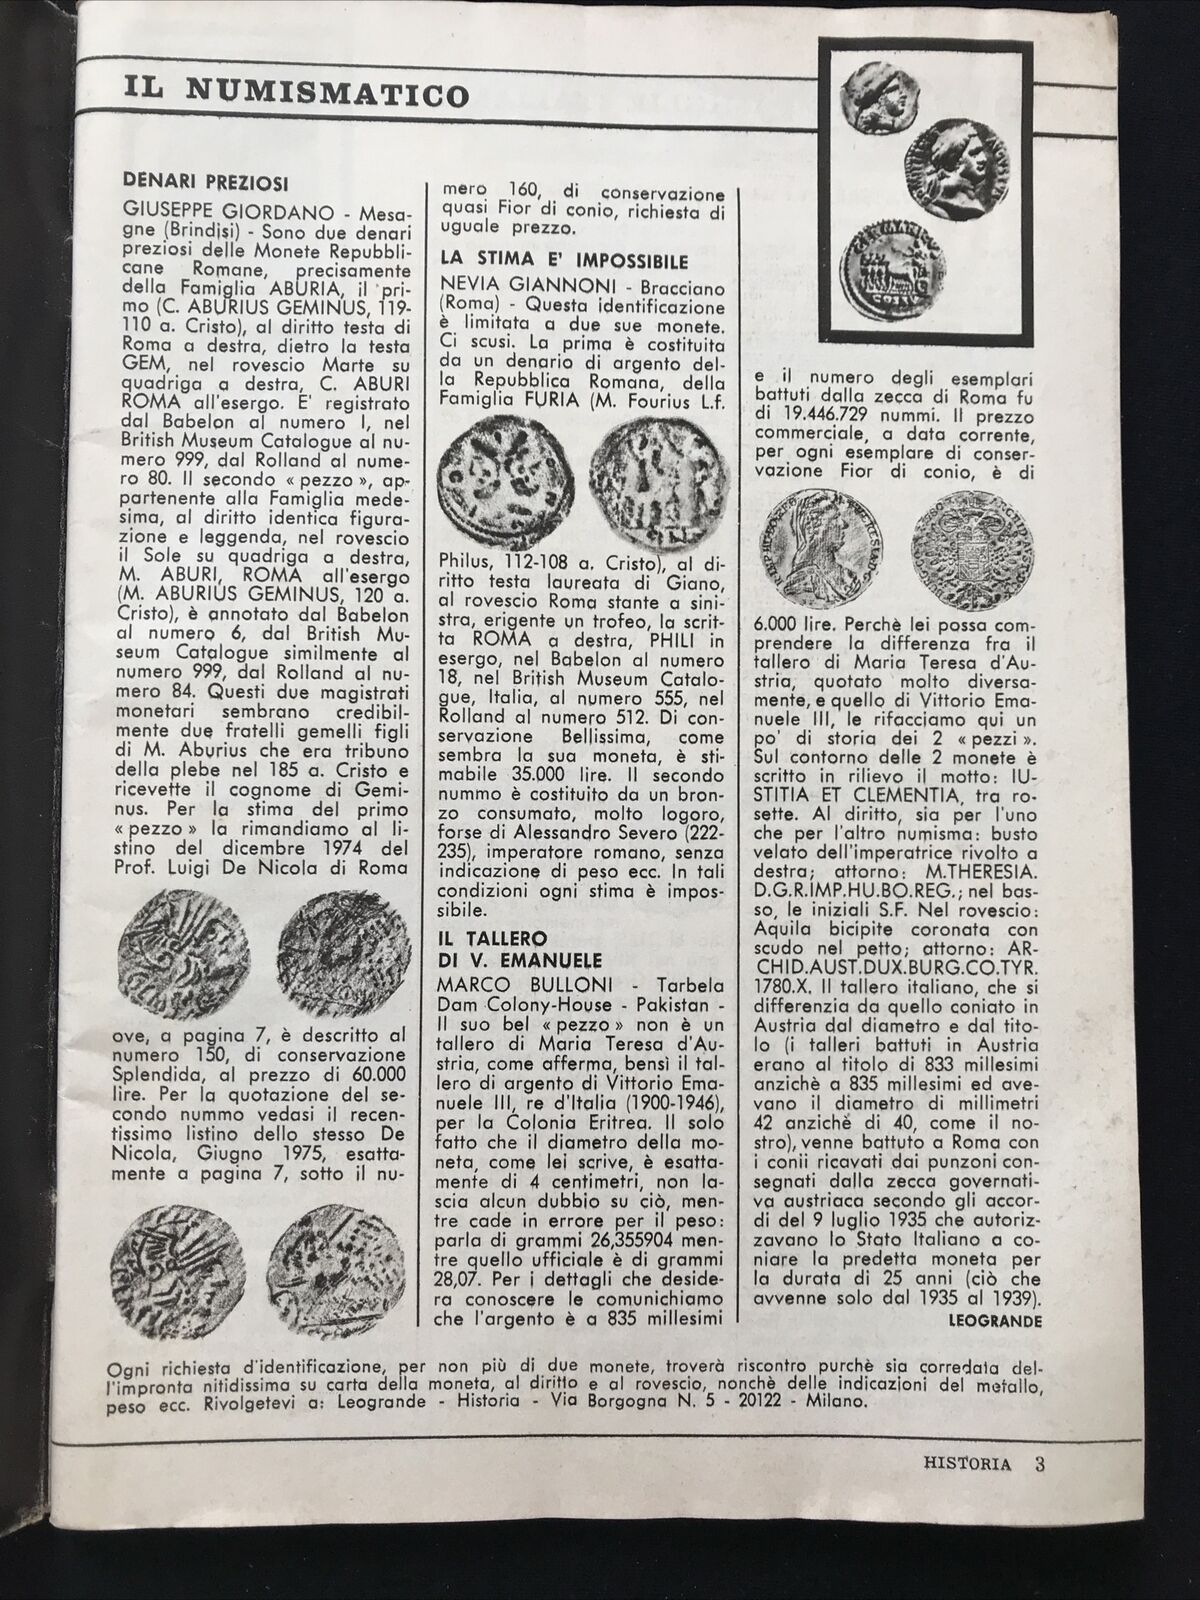 IL NUMISMATICO
DENARI PREZIOSI
GIUSEPPE GIORDANO - Mesa-
gne (Brindisi) - Sono due denari
preziosi delle Monete Repubbli-
cane Romane, precisamente
della Famiglia ABURIA, il pri-
mo (C. ABURIUS GEMINUS, 119-
110 a. Cristo), al diritto testa di
Roma a destra, dietro la testa
GEM, nel rovescio Marte su
quadriga a destra, C. ABURI
ROMA all'esergo. E' registrato
dal Babelon al numero I, nel
British Museum Catalogue al nu-
mero 999, dal Rolland al nume-
ro 80. Il secondo « pezzo », ap-
partenente alla Famiglia mede-
sima, al diritto identica figura-
zione e leggenda, nel rovescio
il Sole su quadriga a destra,
M. ABURI, ROMA all'esergo
(M. ABURIUS GEMINUS, 120 a.
Cristo), è annotato dal Babelon
al numero 6, dal British Mu-
seum Catalogue similmente al
numero 999, dal Rolland al nu-
mero 84. Questi due magistrati
monetari sembrano credibil-
mente due fratelli gemelli figli
di M. Aburius che era tribuno
della plebe nel 185 a. Cristo e
ricevette il cognome di Gemi-
nus. Per la stima del primo
« pezzo » la rimandiamo al li-
stino del dicembre 1974 del
Prof. Luigi De Nicola di Roma
ove, a pagina 7, è descritto al
numero 150, di conservazione
Splendida, al prezzo di 60.000
lire. Per la quotazione del se-
condo nummo vedasi il recen-
tissimo listino dello stesso De
Nicola, Giugno 1975, esatta-
mente a pagina 7, sotto il nu-
mero 160, di conservazione
quasi Fior di conio, richiesta di
uguale prezzo.
LA STIMA E' IMPOSSIBILE
NEVIA GIANNONI - Bracciano
(Roma) - Questa identificazione
è limitata a due sue monete.
Ci scusi. La prima è costituita
da un denario di argento del-
la Repubblica Romana, della
Famiglia FURIA (M. Fourius L.f.
Philus, 112-108 a. Cristo), al di-
ritto testa laureata di Giano,
al rovescio Roma stante a sini-
stra, erigente un trofeo, la scrit-
ta ROMA a destra, PHILI in
esergo, nel Babelon al numero
18, nel British Museum Catalo-
gue, Italia, al numero 555, nel
Rolland al numero 512. Di con-
servazione Bellissima, come
sembra la sua moneta, è sti-
mabile 35.000 lire. Il secondo
nummo è costituito da un bron-
zo consumato, molto logoro,
forse di Alessandro Severo (222-
235), imperatore romano, senza
indicazione di peso ecc. In tali
condizioni ogni stima è impos-
sibile.
IL TALLERO
DI V. EMANUELE
MARCO BULLONI - Tarbela
Dam Colony-House - Pakistan -
Il suo bel « pezzo » non è un
tallero di Maria Teresa d'Au-
stria, come afferma, bensì il tal-
lero di argento di Vittorio Ema-
nuele III, re d'Italia (1900-1946),
per la Colonia Eritrea. Il solo
fatto che il diametro della mo-
neta, come lei scrive, è esatta-
mente di 4 centimetri, non la-
scia alcun dubbio su ciò, men-
tre cade in errore per il peso:
parla di grammi 26,355904 men-
tre quello ufficiale è di grammi
28,07. Per i dettagli che deside-
ra conoscere le comunichiamo
che l'argento è a 835 millesimi
e il numero degli esemplari
battuti dalla zecca di Roma fu
di 19.446.729 nummi. Il prezzo
commerciale, a data corrente,
per ogni esemplare di conser-
vazione Fior di conio, è di
6.000 lire. Perchè lei possa com-
prendere la differenza fra il
tallero di Maria Teresa d'Au-
stria, quotato molto diversa-
mente, e quello di Vittorio Ema-
nuele III, le rifacciamo qui un
po' di storia dei 2 « pezzi ».
Sul contorno delle 2 monete è
scritto in rilievo il motto: IU-
STITIA ET CLEMENTIA, tra ro-
sette. Al diritto, sia per l'uno
che per l'altro numisma: busto
velato dell'imperatrice rivolto a
destra; attorno: M.THERESIA.
D.G.R.IMP.HU.BO.REG.; nel bas-
so, le iniziali S.F. Nel rovescio:
Aquila bicipite coronata con
scudo nel petto; attorno: AR-
CHID.AUST.DUX.BURG.CO.TYR.
1780.X. Il tallero italiano, che si
differenzia da quello coniato in
Austria dal diametro e dal tito-
lo (i talleri battuti in Austria
erano al titolo di 833 millesimi
anzichè a 835 millesimi ed ave-
vano il diametro di millimetri
42 anzichè di 40, come il no-
stro), venne battuto a Roma con
i conii ricavati dai punzoni con-
segnati dalla zecca governati-
va austriaca secondo gli accor-
di del 9 luglio 1935 che autoriz-
zavano lo Stato Italiano a co-
niare la predetta moneta per
la durata di 25 anni (ciò che
avvenne solo dal 1935 al 1939).
LEOGRANDE
Ogni richiesta d'identificazione, per non più di due monete, troverà riscontro purchè sia corredata del-
l'impronta nitidissima su carta della moneta, al diritto e al rovescio, nonchè delle indicazioni del metallo,
peso ecc. Rivolgetevi a: Leogrande - Historia - Via Borgogna N. 5 - 20122 - Milano.
HISTORIA 3